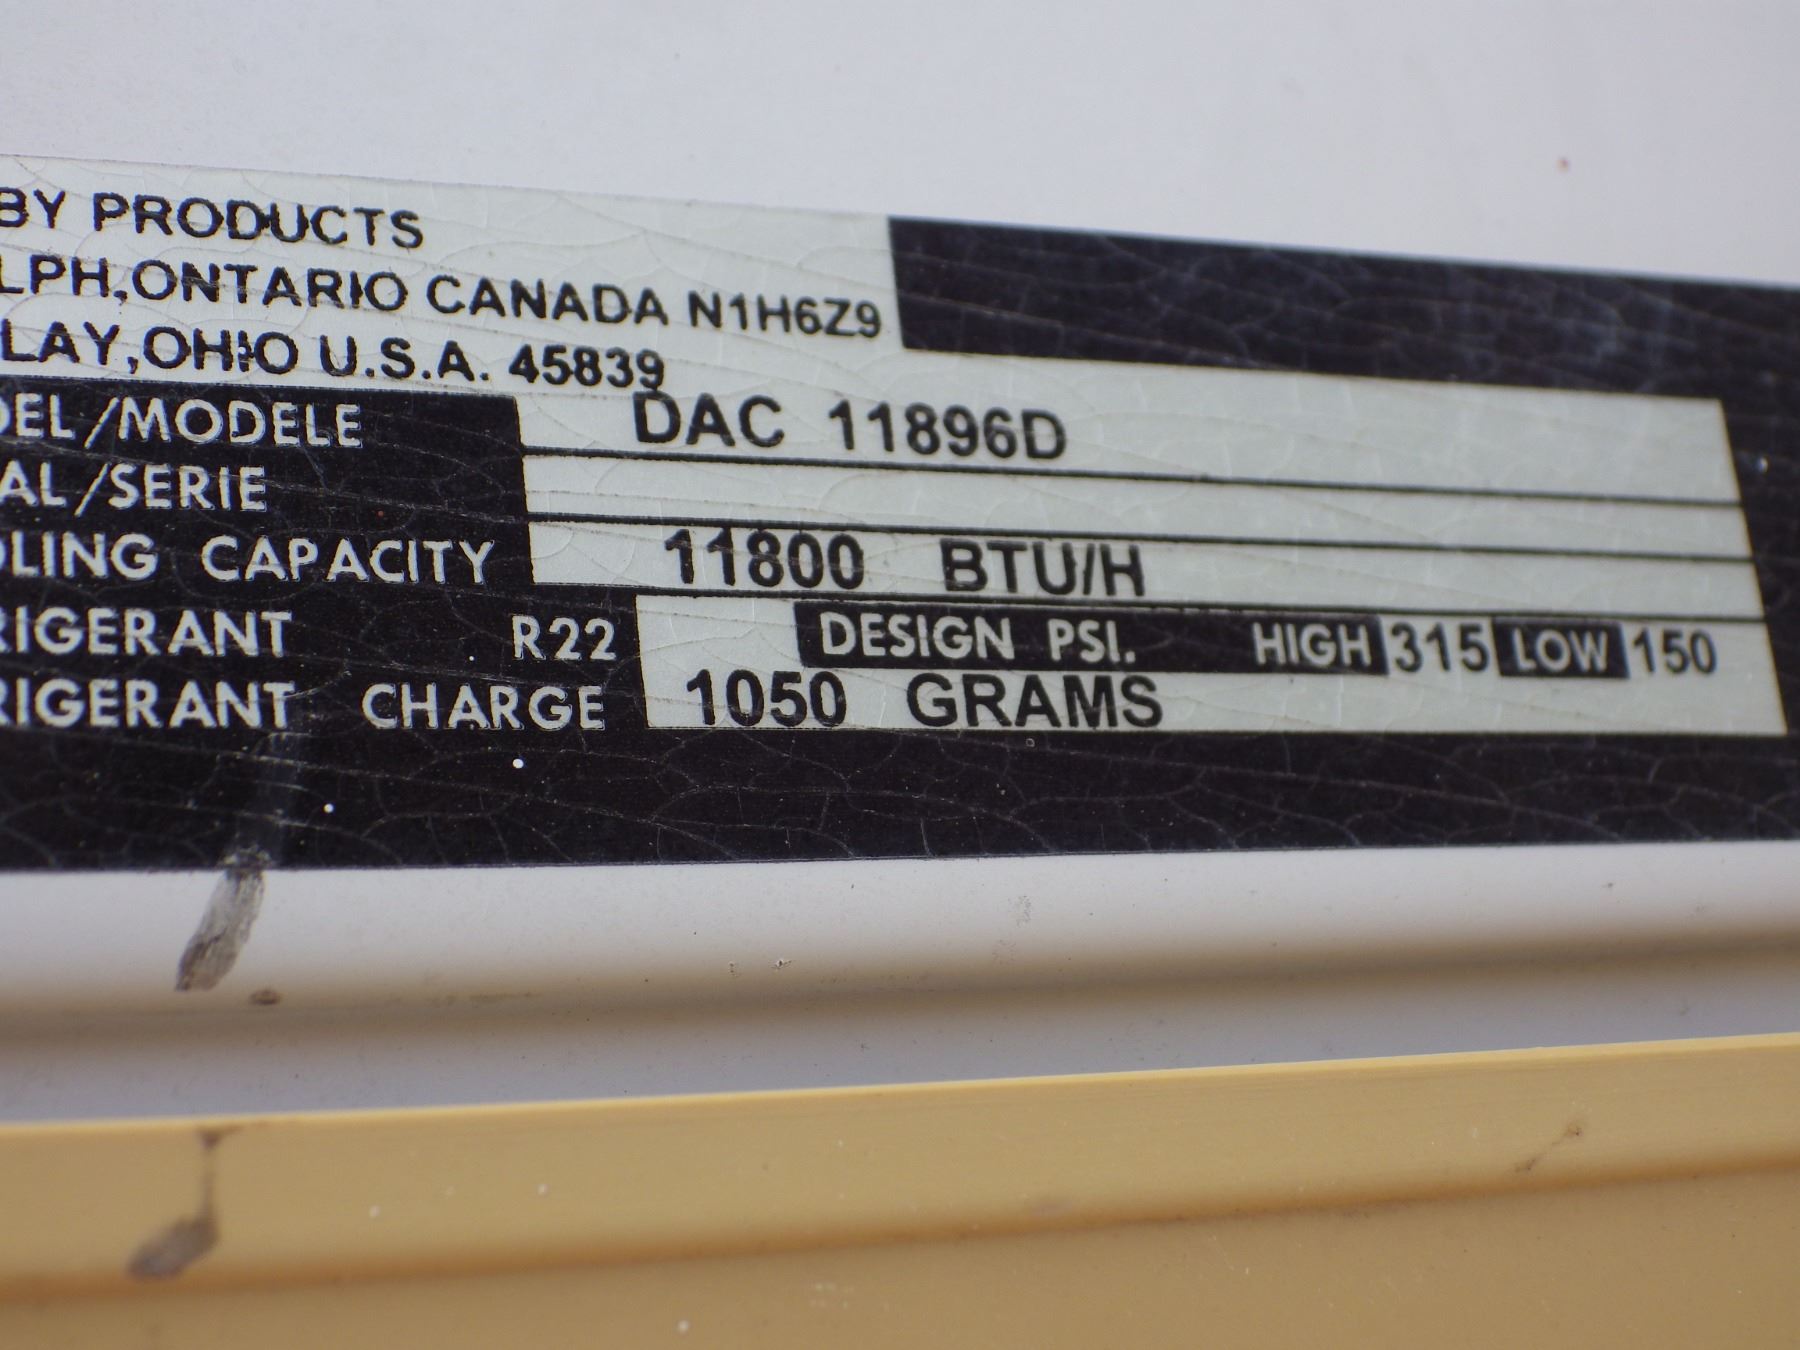 BY PRODUCTS
LPH,ONTARIO CANADA N1H6Z9
LAY,OHIO U.S.A. 45839
DEL/MODELE DAC 11896D
AL/SERIE
OLING CAPACITY 11800 BTU/H
RIGERANT R22 DESIGN PSI. HIGH 315 LOW 150
RIGERANT CHARGE 1050 GRAMS